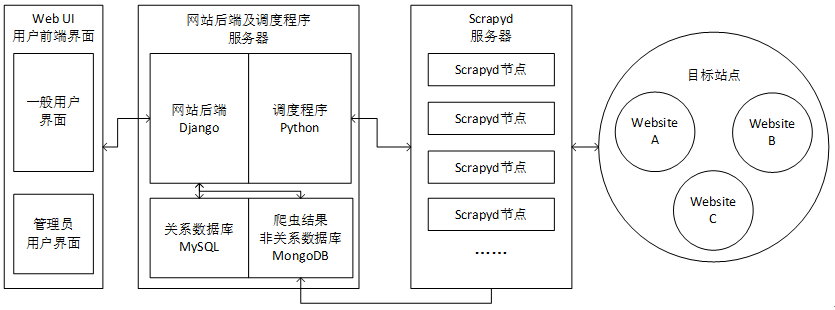 Web UI
用户前端界面
一般用户
界面
管理员
用户界面
网站后端及调度程序
服务器
网站后端
Django
调度程序
Python
关系数据库
MySQL
爬虫结果
非关系数据库
MongoDB
Scrapyd
服务器
Scrapyd节点
Scrapyd节点
Scrapyd节点
Scrapyd节点
……
目标站点
Website
A
Website
B
Website
C